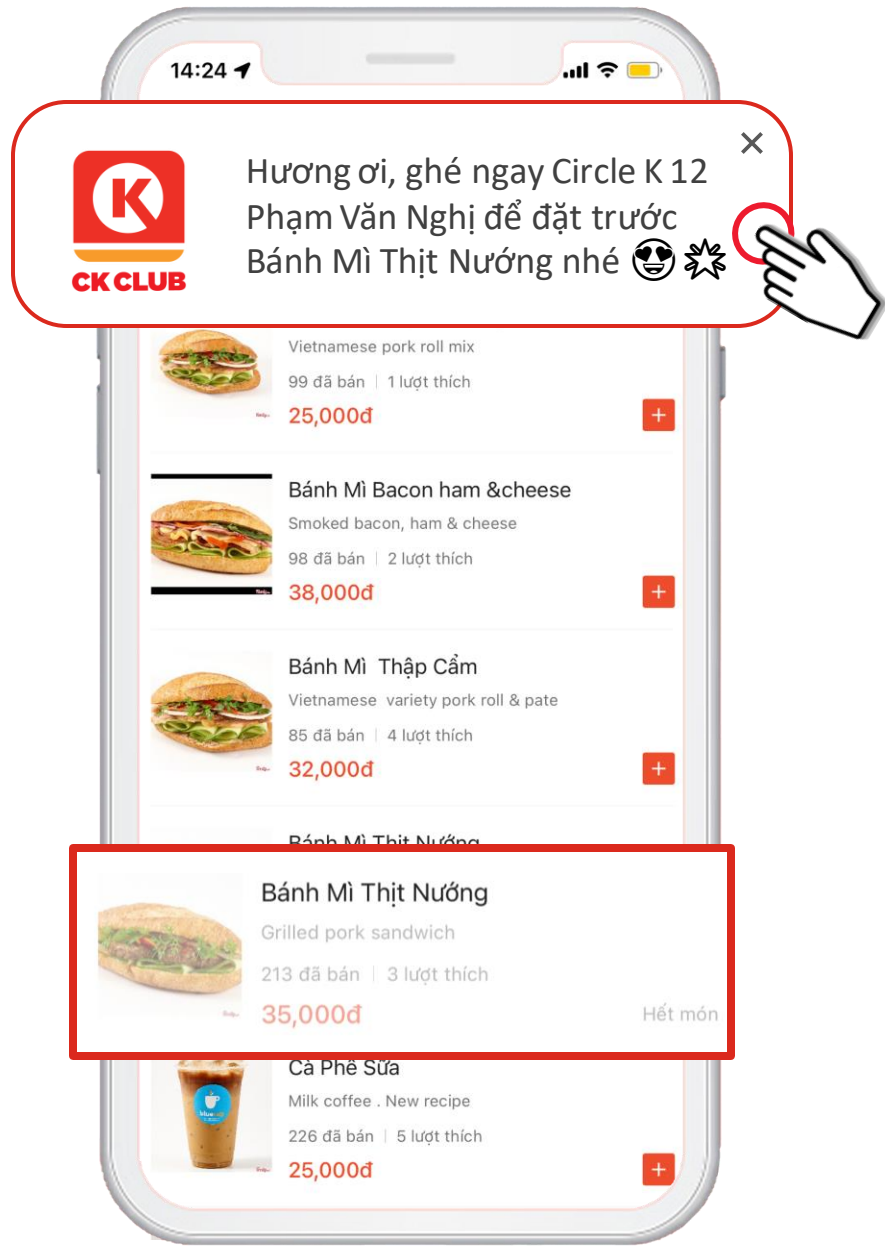 14:24
K
CK CLUB
Hương ơi, ghé ngay Circle K 12
Phạm Văn Nghị để đặt trước
Bánh Mì Thịt Nướng nhé 😍
Vietnamese pork roll mix
99 đã bán | 1 lượt thích
25,000đ
+
Bánh Mì Bacon ham &cheese
Smoked bacon, ham & cheese
98 đã bán | 2 lượt thích
38,000đ
+
Bánh Mì Thập Cẩm
Vietnamese variety pork roll & pate
85 đã bán | 4 lượt thích
32,000đ
+
Bánh Mì Thịt Nướng
Bánh Mì Thịt Nướng
Grilled pork sandwich
213 đã bán | 3 lượt thích
35,000đ
Hết món
Cà Phê Sữa
Milk coffee . New recipe
226 đã bán | 5 lượt thích
25,000đ
+